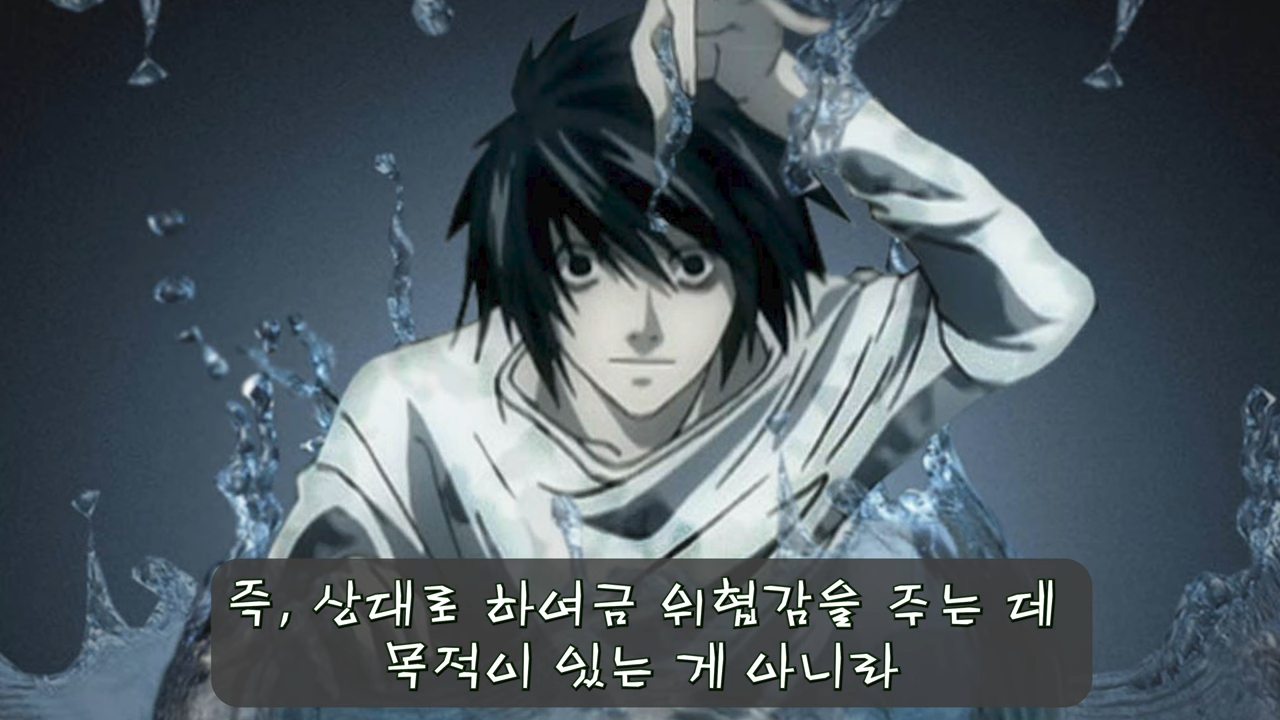 즉, 상대로 하여금 위협감을 주는 데
목적이 있는 게 아니라